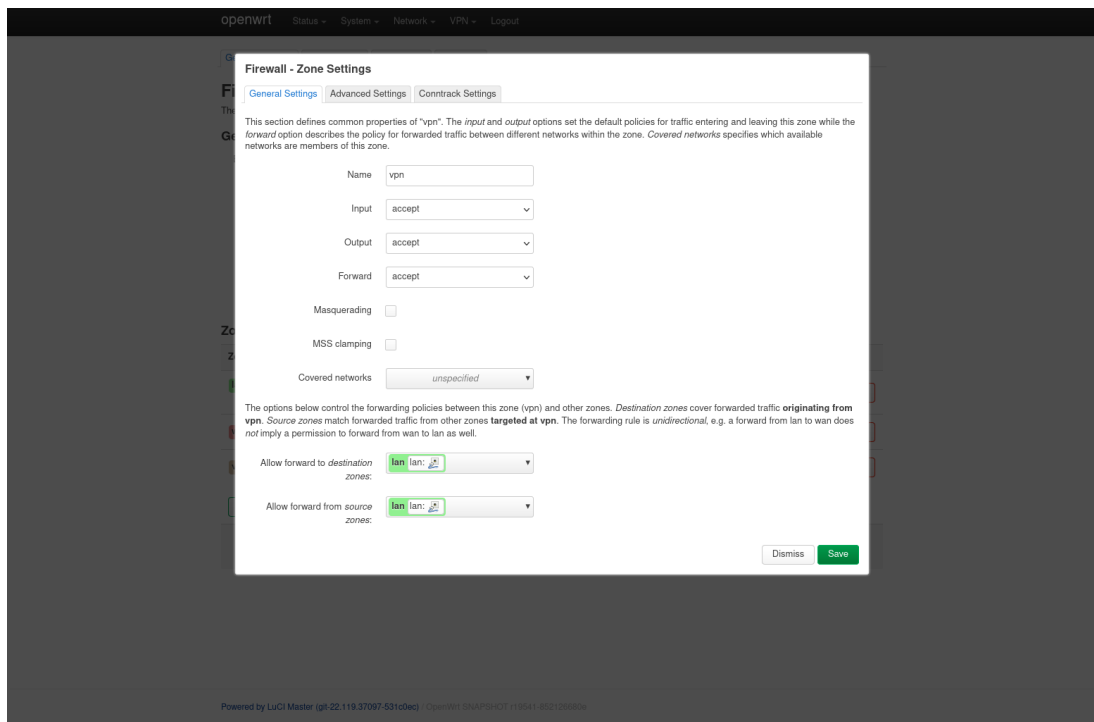 openwrt Status System Network VPN Logout
Firewall - Zone Settings
General Settings Advanced Settings Conntrack Settings
This section defines common properties of "vpn". The input and output options set the default policies for traffic entering and leaving this zone while the
forward option describes the policy for forwarded traffic between different networks within the zone. Covered networks specifies which available
networks are members of this zone.
Name vpn
Input accept
Output accept
Forward accept
Masquerading
MSS clamping
Covered networks unspecified
The options below control the forwarding policies between this zone (vpn) and other zones. Destination zones cover forwarded traffic originating from
vpn. Source zones match forwarded traffic from other zones targeted at vpn. The forwarding rule is unidirectional, e.g. a forward from lan to wan does
not imply a permission to forward from wan to lan as well.
Allow forward to destination
zones:
lan lan:
Allow forward from source
zones:
lan lan:
Dismiss Save
Powered by LuCI Master (git-22.119.37097-531c0ec) / OpenWrt SNAPSHOT